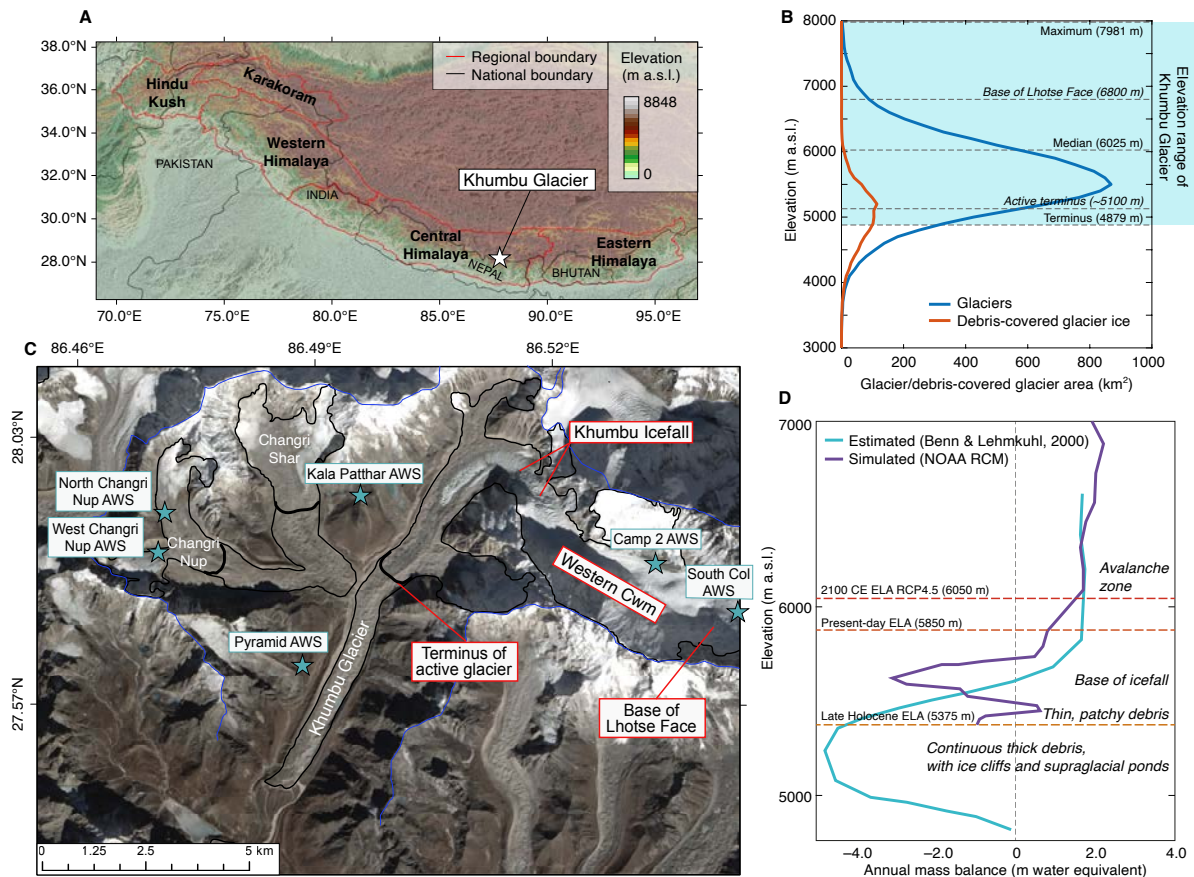 A
38.0°N
36.0°N
34.0°N
32.0°N
30.0°N
28.0°N
70.0°E
75.0°E
80.0°E
85.0°E
90.0°E
95.0°E
Regional boundary
National boundary
Elevation
(m a.s.l.)
8848
0
Hindu
Kush
Karakoram
Western
Himalaya
PAKISTAN
INDIA
Khumbu Glacier
Central
Himalaya
NEPAL
Eastern
Himalaya
BHUTAN
B
8000
7000
6000
5000
4000
3000
Elevation (m a.s.l.)
Maximum (7981 m)
Base of Lhotse Face (6800 m)
Median (6025 m)
Active terminus (~5100 m)
Terminus (4879 m)
Elevation range of
Khumbu Glacier
Glaciers
Debris-covered glacier ice
0
200
400
600
800
1000
Glacier/debris-covered glacier area (km²)
C
86.46°E
86.49°E
86.52°E
28.03°N
27.57°N
Khumbu Icefall
Changri
Shar
Kala Patthar AWS
North Changri
Nup AWS
West Changri
Nup AWS
Changri
Nup
Camp 2 AWS
South Col
AWS
Western Cwm
Pyramid AWS
Khumbu Glacier
Terminus of
active glacier
Base of
Lhotse Face
0
1.25
2.5
5 km
D
7000
6000
5000
Elevation (m a.s.l.)
Estimated (Benn & Lehmkuhl, 2000)
Simulated (NOAA RCM)
Avalanche
zone
2100 CE ELA RCP4.5 (6050 m)
Present-day ELA (5850 m)
Base of icefall
Thin, patchy debris
Late Holocene ELA (5375 m)
Continuous thick debris,
with ice cliffs and supraglacial ponds
−4.0
−2.0
0
2.0
4.0
Annual mass balance (m water equivalent)